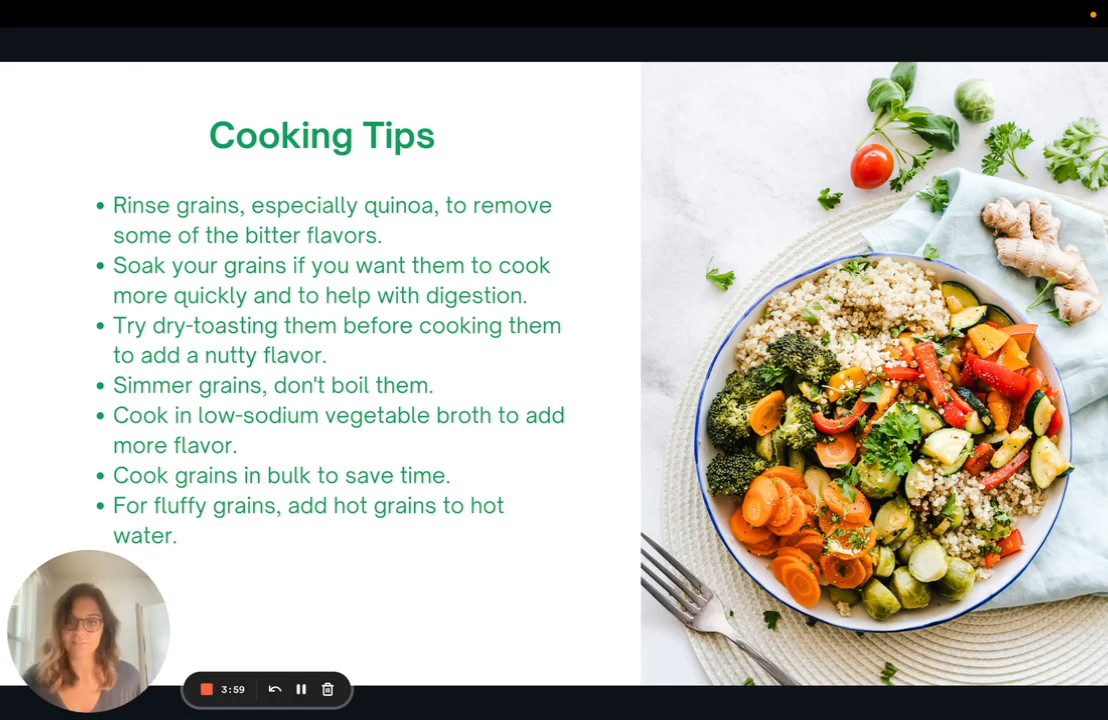 Cooking Tips
• Rinse grains, especially quinoa, to remove
some of the bitter flavors.
• Soak your grains if you want them to cook
more quickly and to help with digestion.
• Try dry-toasting them before cooking them
to add a nutty flavor.
• Simmer grains, don't boil them.
• Cook in low-sodium vegetable broth to add
more flavor.
• Cook grains in bulk to save time.
• For fluffy grains, add hot grains to hot
water.
3:59